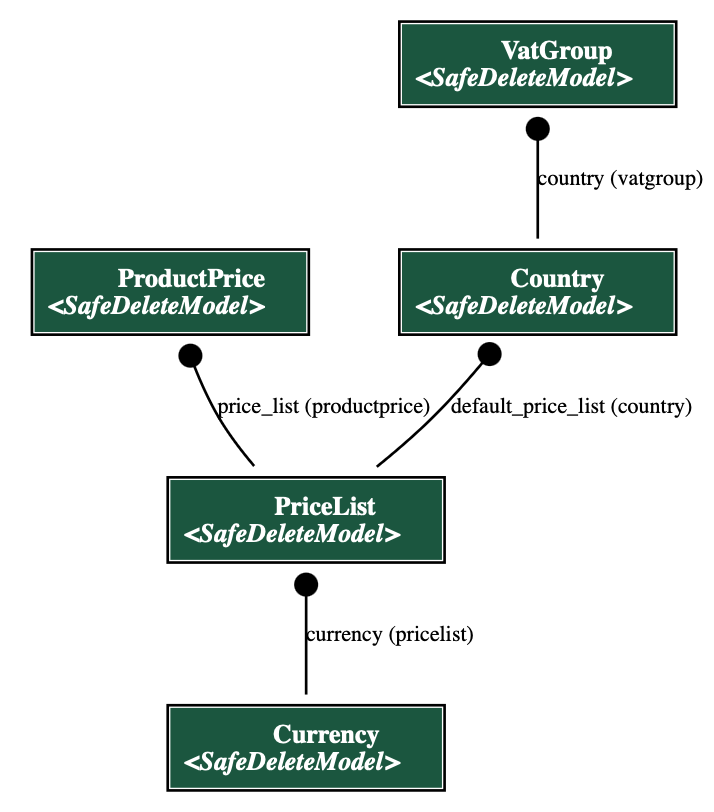 VatGroup
<SafeDeleteModel>
country (vatgroup)
ProductPrice
<SafeDeleteModel>
Country
<SafeDeleteModel>
price_list (productprice)
default_price_list (country)
PriceList
<SafeDeleteModel>
currency (pricelist)
Currency
<SafeDeleteModel>